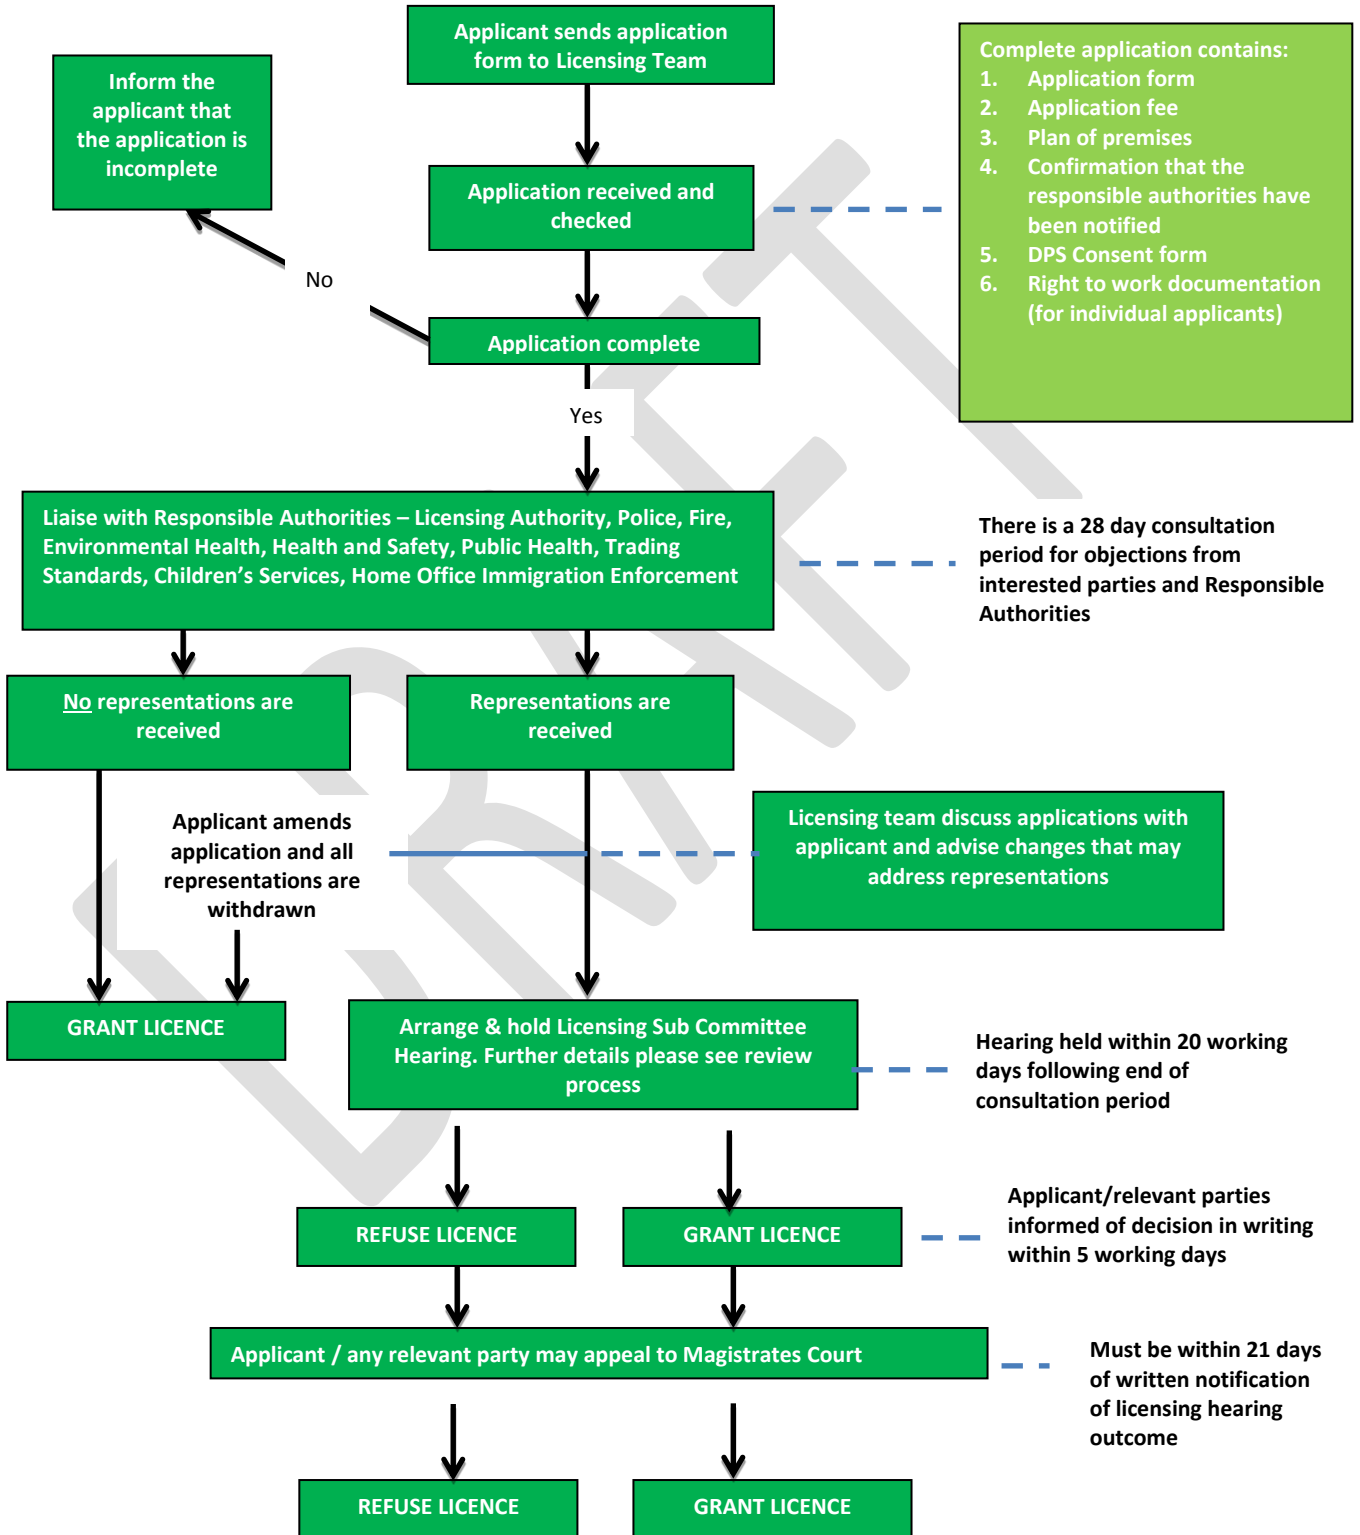 Applicant sends application
form to Licensing Team
Complete application contains:
1. Application form
2. Application fee
3. Plan of premises
4. Confirmation that the
responsible authorities have
been notified
5. DPS Consent form
6. Right to work documentation
(for individual applicants)
Inform the
applicant that
the application is
incomplete
Application received and
checked
No
Application complete
Yes
Liaise with Responsible Authorities – Licensing Authority, Police, Fire,
Environmental Health, Health and Safety, Public Health, Trading
Standards, Children’s Services, Home Office Immigration Enforcement
There is a 28 day consultation
period for objections from
interested parties and Responsible
Authorities
No representations are
received
Representations are
received
Applicant amends
application and all
representations are
withdrawn
Licensing team discuss applications with
applicant and advise changes that may
address representations
GRANT LICENCE
Arrange & hold Licensing Sub Committee
Hearing. Further details please see review
process
Hearing held within 20 working
days following end of
consultation period
REFUSE LICENCE
GRANT LICENCE
Applicant/relevant parties
informed of decision in writing
within 5 working days
Applicant / any relevant party may appeal to Magistrates Court
Must be within 21 days
of written notification
of licensing hearing
outcome
REFUSE LICENCE
GRANT LICENCE
DRAFT